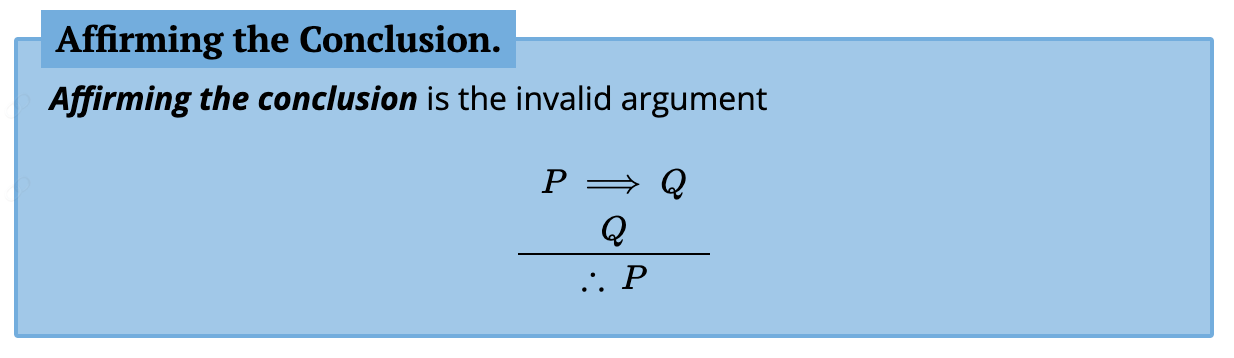 Affirming the Conclusion.
Affirming the conclusion is the invalid argument
P ⟹ Q
Q
∴ P